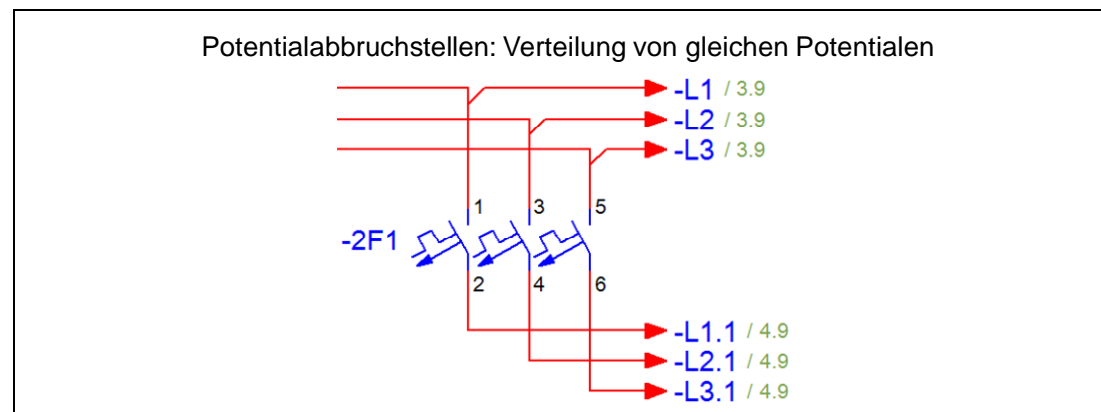 Potentialabbruchstellen: Verteilung von gleichen Potentialen
-L1 / 3.9
-L2 / 3.9
-L3 / 3.9
1 3 5
-2F1
2 4 6
-L1.1 / 4.9
-L2.1 / 4.9
-L3.1 / 4.9